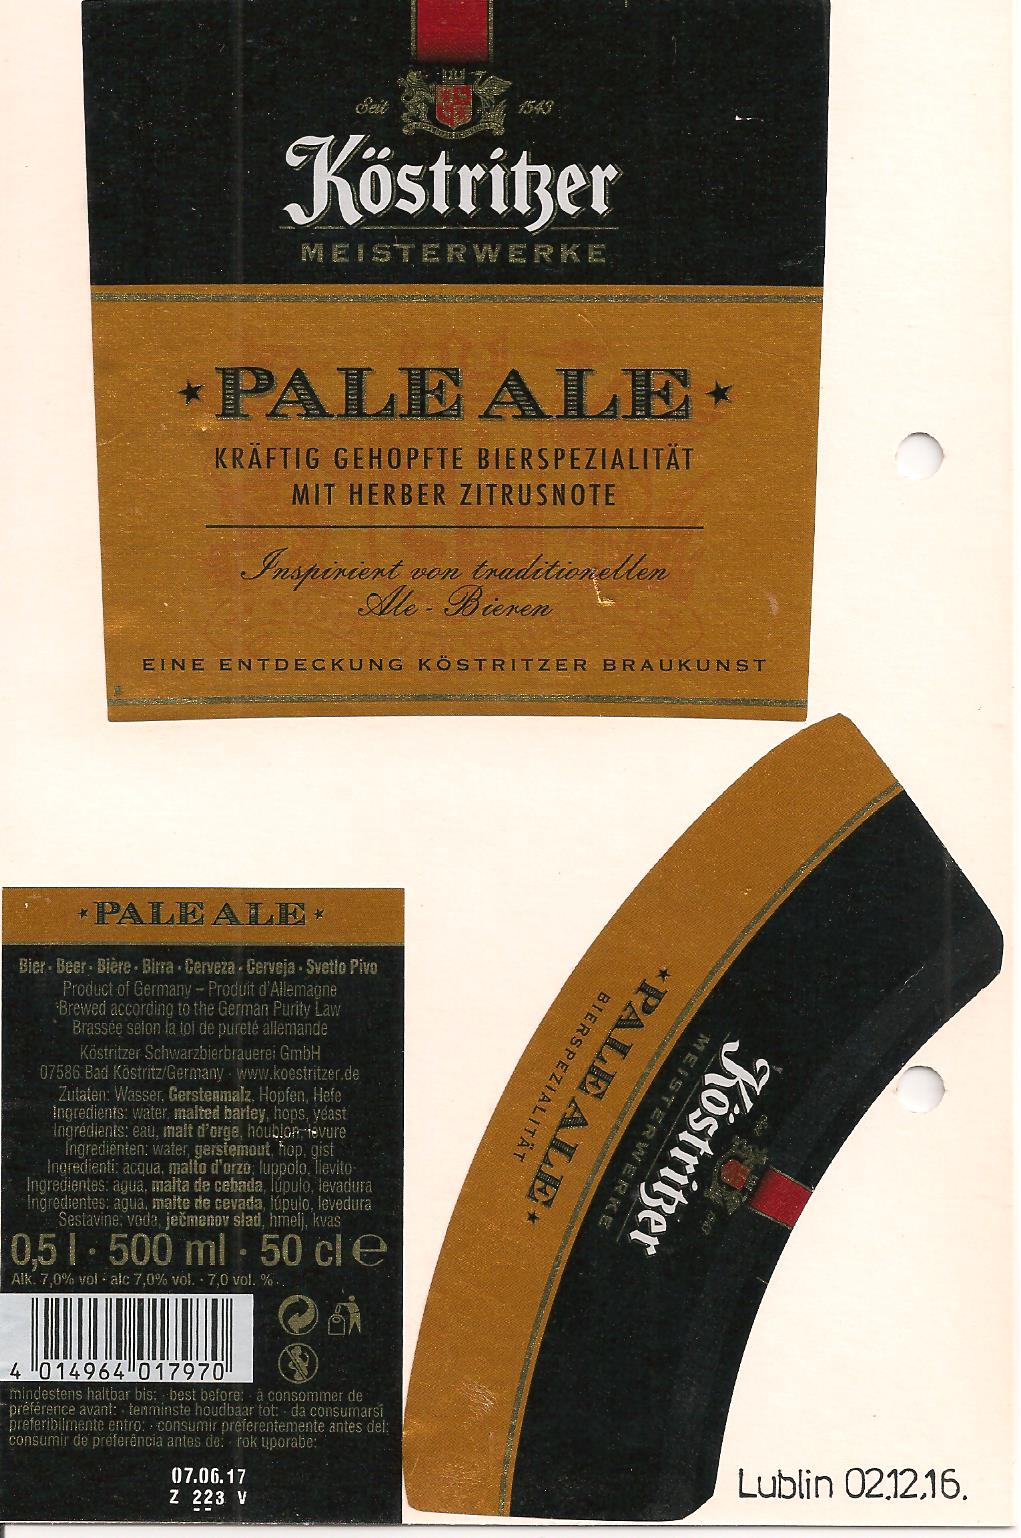 Seit 1543
Köstritzer
MEISTERWERKE
PALE ALE
KRÄFTIG GEHOPFTE BIERSPEZIALITÄT
MIT HERBER ZITRUSNOTE
Inspiriert von traditionellen
Ale - Bieren
EINE ENTDECKUNG KÖSTRITZER BRAUKUNST
PALE ALE
Bier · Beer · Bière · Birra · Cerveza · Cerveja · Svetlo Pivo
Product of Germany – Produit d'Allemagne
Brewed according to the German Purity Law
Brassée selon la loi de pureté allemande
Köstritzer Schwarzbierbrauerei GmbH
07586 Bad Köstritz/Germany · www.koestritzer.de
Zutaten: Wasser, Gerstenmalz, Hopfen, Hefe
Ingredients: water, malted barley, hops, yeast
Ingrédients: eau, malt d'orge, houblon, levure
Ingrediënten: water, gerstemout, hop, gist
Ingredienti: acqua, malto d'orzo, luppolo, lievito
Ingredientes: agua, malta de cebada, lúpulo, levadura
Ingredientes: agua, malte de cevada, lúpulo, levedura
Sestavine: voda, ječmenov slad, hmelj, kvas
0,5 l · 500 ml · 50 cl e
Alk. 7,0% vol · alc 7,0% vol. · 7,0 vol. %
4 014964 017970
mindestens haltbar bis: · best before: · à consommer de
préférence avant: · tenminste houdbaar tot: · da consumarsi
preferibilmente entro: · consumir preferentemente antes del:
consumir de preferência antes de: · rok uporabe:
07.06.17
Z 223 V
Köstritzer
MEISTERWERKE
PALE ALE
BIERSPEZIALITÄT
Lublin 02.12.16.